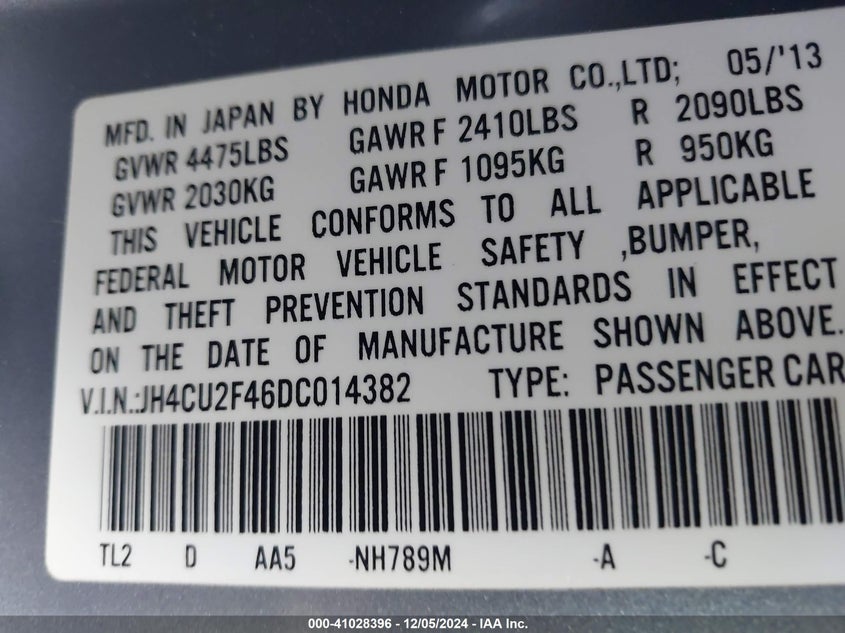 MFD. IN JAPAN BY HONDA MOTOR CO.,LTD; 05/'13
GVWR 4475LBS GAWR F 2410LBS R 2090LBS
GVWR 2030KG GAWR F 1095KG R 950KG
THIS VEHICLE CONFORMS TO ALL APPLICABLE
FEDERAL MOTOR VEHICLE SAFETY ,BUMPER,
AND THEFT PREVENTION STANDARDS IN EFFECT
ON THE DATE OF MANUFACTURE SHOWN ABOVE.
V.I.N.:JH4CU2F46DC014382 TYPE: PASSENGER CAR
TL2 D AA5 -NH789M -A -C
000-41028396 - 12/05/2024 - IAA Inc.